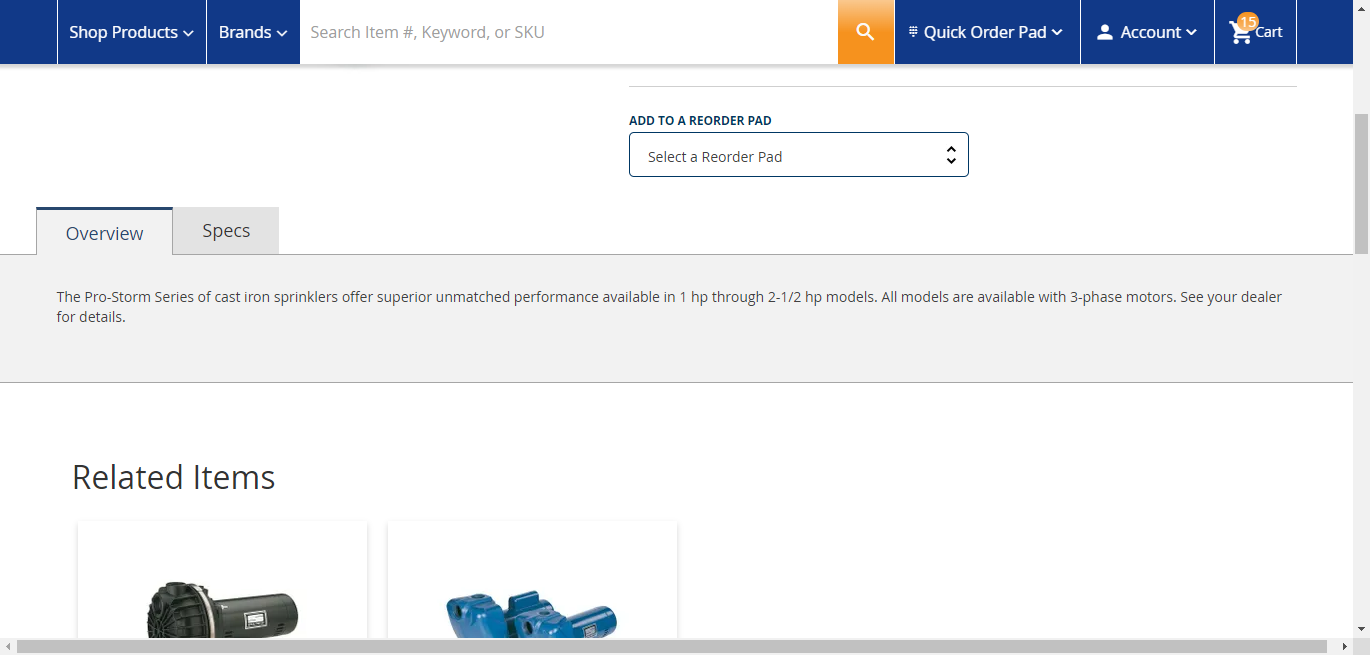 Shop Products
Brands
Search Item #, Keyword, or SKU
Quick Order Pad
Account
15
Cart
ADD TO A REORDER PAD
Select a Reorder Pad
Overview
Specs
The Pro-Storm Series of cast iron sprinklers offer superior unmatched performance available in 1 hp through 2-1/2 hp models. All models are available with 3-phase motors. See your dealer
for details.
Related Items